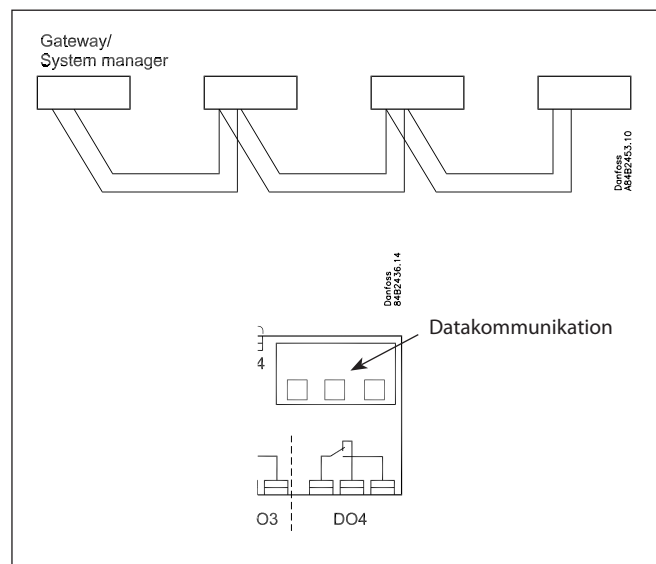 Gateway/
System manager
Danfoss
A84B2453.10
Danfoss
84B2436.14
Datakommunikation
4
O3
DO4